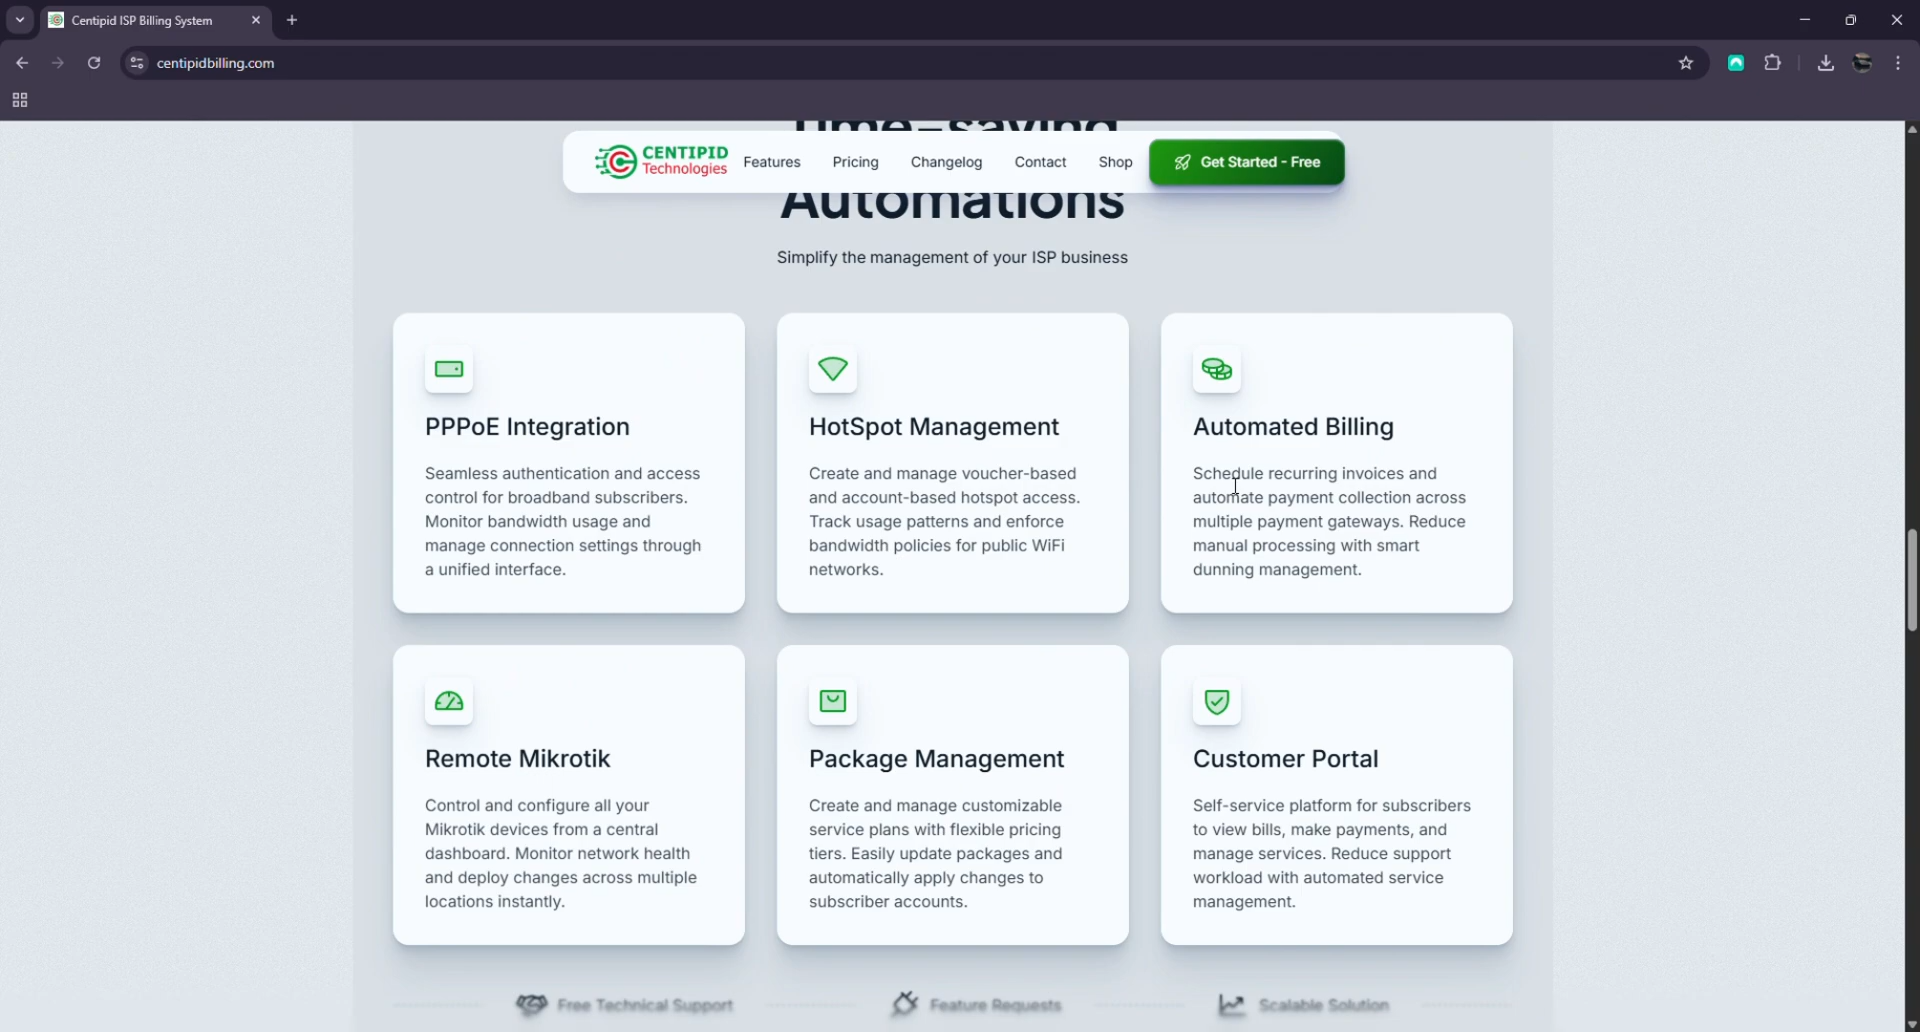 Centipid ISP Billing System
centipidbilling.com
Time-saving
CENTIPID
Technologies
Features
Pricing
Changelog
Contact
Shop
Get Started - Free
Automations
Simplify the management of your ISP business
PPPoE Integration
Seamless authentication and access
control for broadband subscribers.
Monitor bandwidth usage and
manage connection settings through
a unified interface.
HotSpot Management
Create and manage voucher-based
and account-based hotspot access.
Track usage patterns and enforce
bandwidth policies for public WiFi
networks.
Automated Billing
Schedule recurring invoices and
automate payment collection across
multiple payment gateways. Reduce
manual processing with smart
dunning management.
Remote Mikrotik
Control and configure all your
Mikrotik devices from a central
dashboard. Monitor network health
and deploy changes across multiple
locations instantly.
Package Management
Create and manage customizable
service plans with flexible pricing
tiers. Easily update packages and
automatically apply changes to
subscriber accounts.
Customer Portal
Self-service platform for subscribers
to view bills, make payments, and
manage services. Reduce support
workload with automated service
management.
Free Technical Support
Feature Requests
Scalable Solution